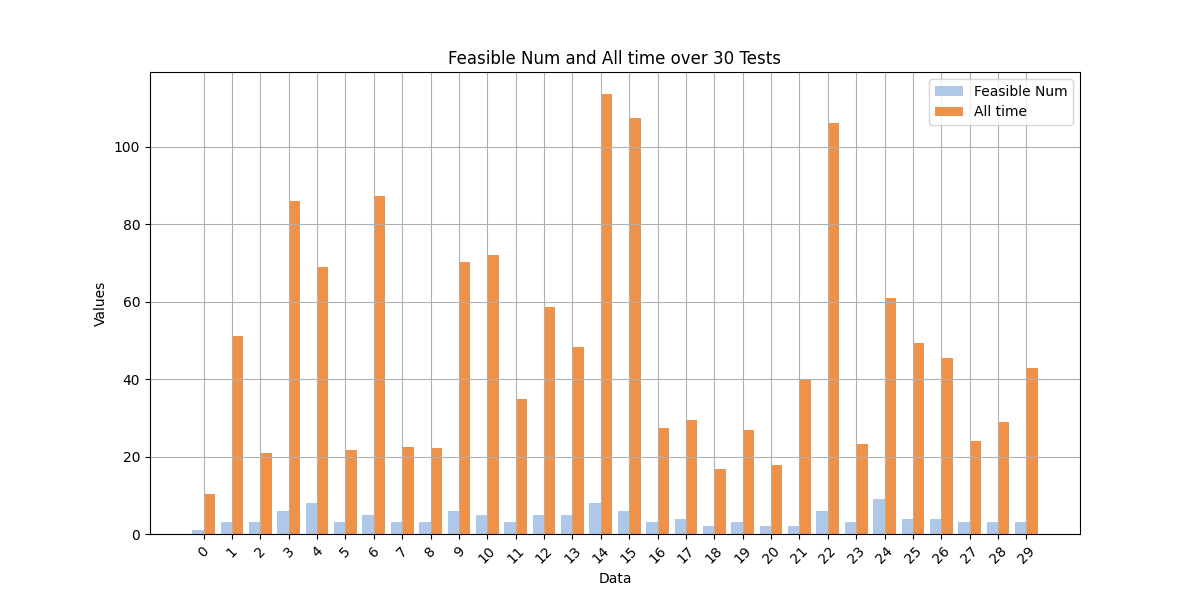 Feasible Num and All time over 30 Tests
Feasible Num
All time
Values
100
80
60
40
20
0
0 1 2 3 4 5 6 7 8 9 10 11 12 13 14 15 16 17 18 19 20 21 22 23 24 25 26 27 28 29
Data